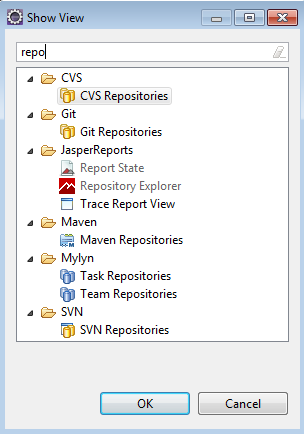 Show View
repo
CVS
CVS Repositories
Git
Git Repositories
JasperReports
Report State
Repository Explorer
Trace Report View
Maven
Maven Repositories
Mylyn
Task Repositories
Team Repositories
SVN
SVN Repositories
OK Cancel